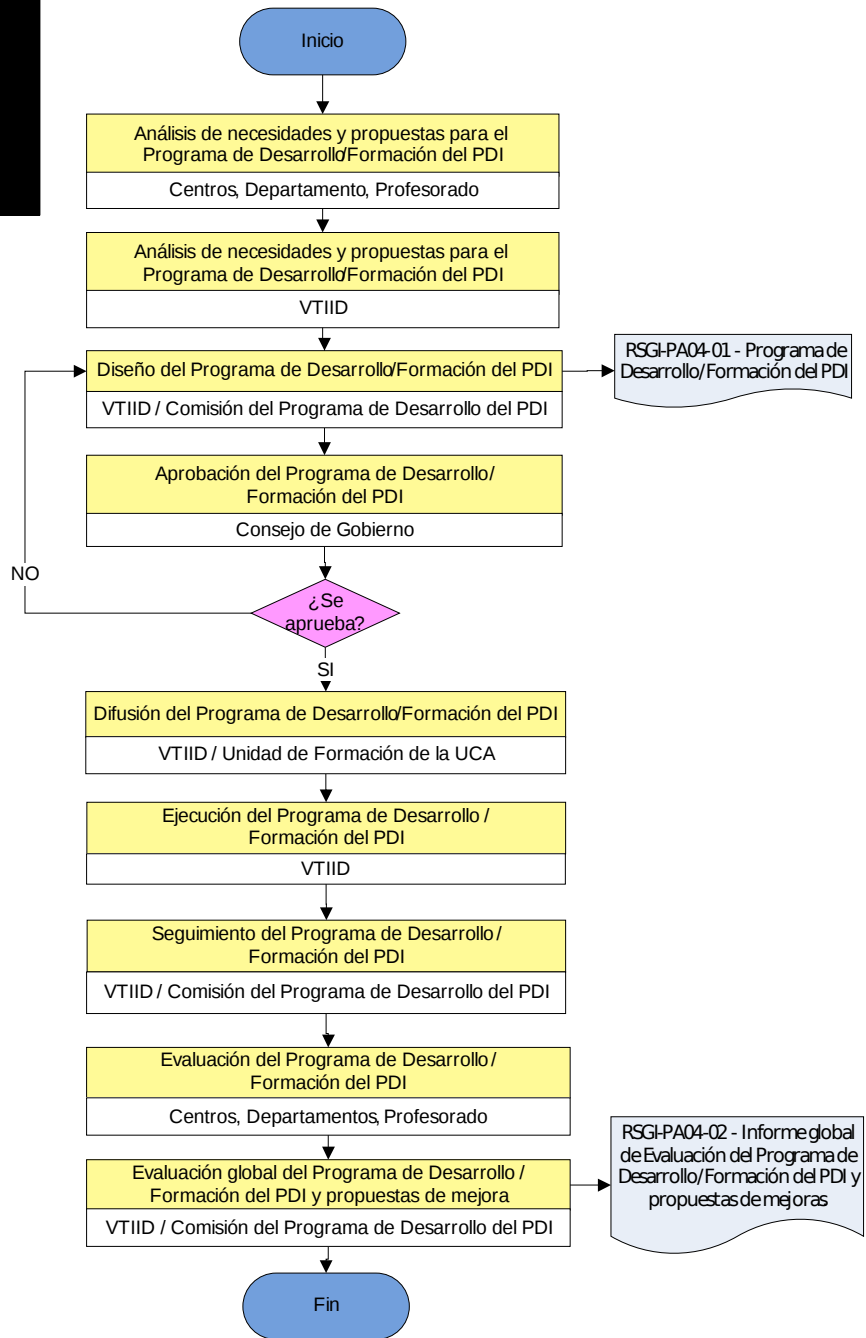 Inicio
Análisis de necesidades y propuestas para el
Programa de Desarrollo/Formación del PDI
Centros, Departamento, Profesorado
Análisis de necesidades y propuestas para el
Programa de Desarrollo/Formación del PDI
VTIID
Diseño del Programa de Desarrollo/Formación del PDI
VTIID / Comisión del Programa de Desarrollo del PDI
RSGI-PA04-01 - Programa de
Desarrollo/Formación del PDI
Aprobación del Programa de Desarrollo/
Formación del PDI
Consejo de Gobierno
NO
¿Se
aprueba?
SI
Difusión del Programa de Desarrollo/Formación del PDI
VTIID / Unidad de Formación de la UCA
Ejecución del Programa de Desarrollo /
Formación del PDI
VTIID
Seguimiento del Programa de Desarrollo /
Formación del PDI
VTIID / Comisión del Programa de Desarrollo del PDI
Evaluación del Programa de Desarrollo /
Formación del PDI
Centros, Departamentos, Profesorado
Evaluación global del Programa de Desarrollo /
Formación del PDI y propuestas de mejora
VTIID / Comisión del Programa de Desarrollo del PDI
RSGI-PA04-02 - Informe global
de Evaluación del Programa de
Desarrollo/Formación del PDI y
propuestas de mejoras
Fin